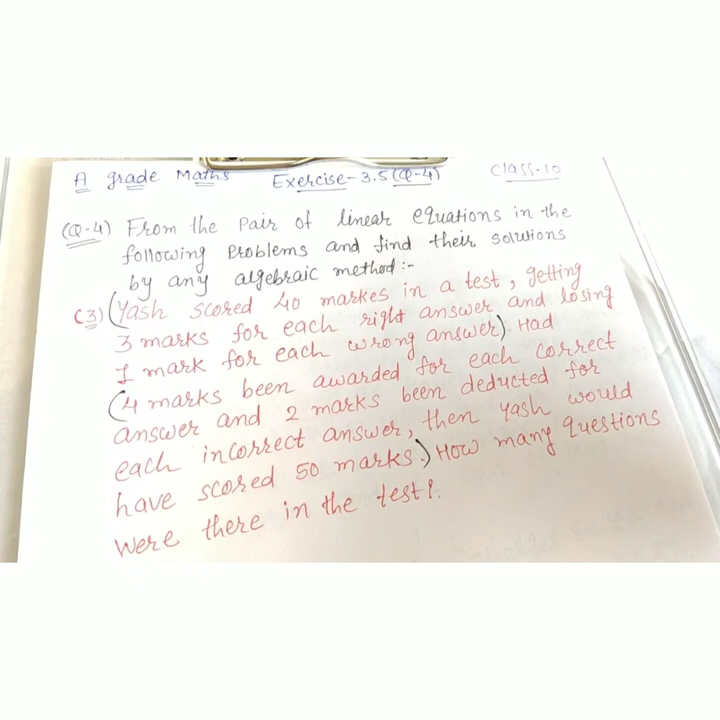 A grade Maths Exercise-3.5(Q-4) Class-10
(Q-4) From the Pair of linear equations in the
following Problems and find their solutions
by any algebraic method:-
(3) (Yash scored 40 markes in a test, getting
3 marks for each right answer and losing
1 mark for each wrong answer). Had
(4 marks been awarded for each correct
answer and 2 marks been deducted for
each incorrect answer, then Yash would
have scored 50 marks.) How many questions
were there in the test?